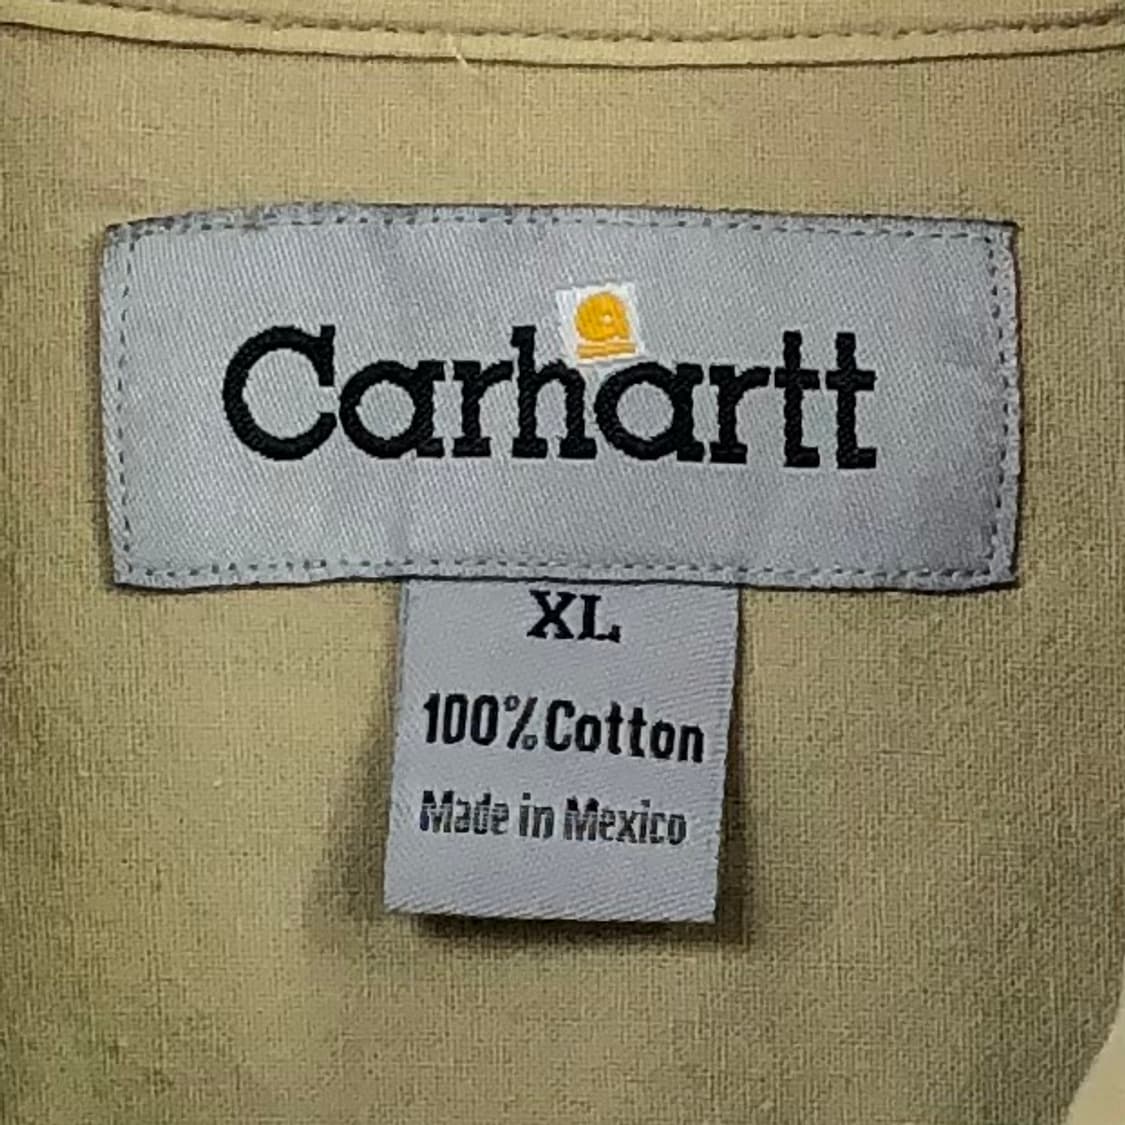 Carhartt
XL
100% Cotton
Made in Mexico